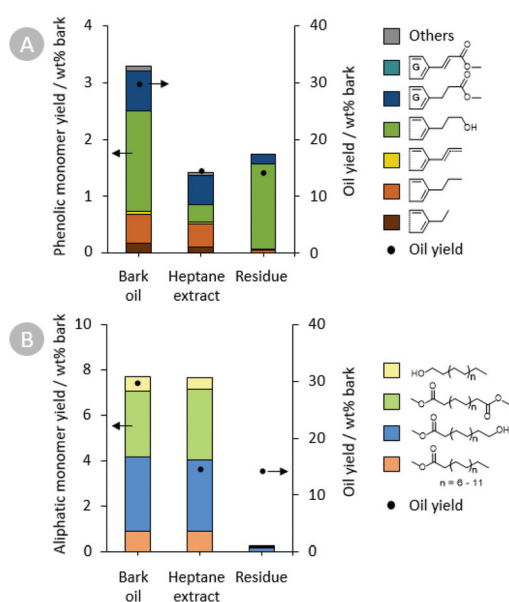 A
Phenolic monomer yield / wt% bark
4
3
2
1
0
40
30
20
10
0
Oil yield / wt% bark
Bark oil
Heptane extract
Residue
Others
G
O
O
G
O
O
OH
Oil yield
B
Aliphatic monomer yield / wt% bark
10
8
6
4
2
0
40
30
20
10
0
Oil yield / wt% bark
Bark oil
Heptane extract
Residue
HO
n
O
O
n
O
O
O
O
n
OH
O
O
n
n = 6 - 11
Oil yield